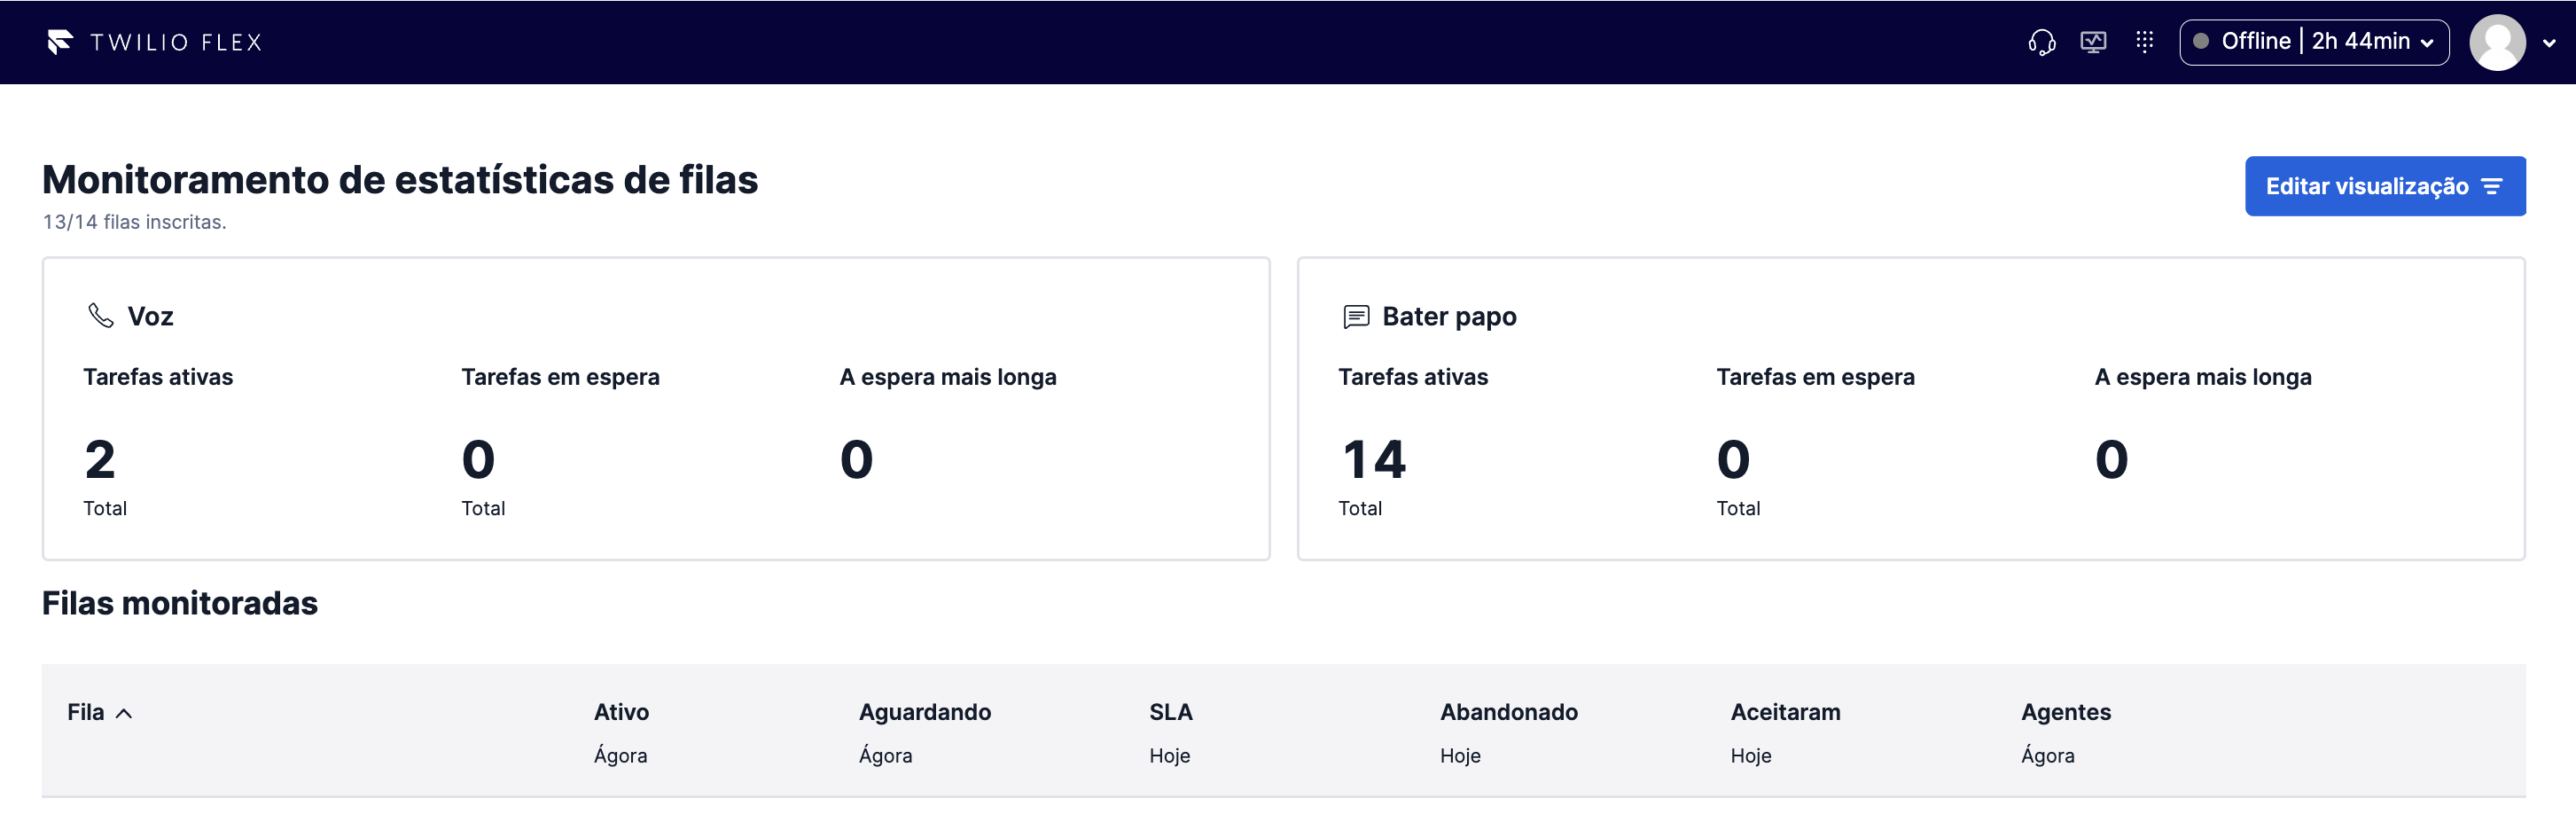 TWILIO FLEX
Offline | 2h 44min
Monitoramento de estatísticas de filas
Editar visualização
13/14 filas inscritas.
Voz
Tarefas ativas
Tarefas em espera
A espera mais longa
2
0
0
Total
Total
Bater papo
Tarefas ativas
Tarefas em espera
A espera mais longa
14
0
0
Total
Total
Filas monitoradas
Fila
Ativo
Aguardando
SLA
Abandonado
Aceitaram
Agentes
Ágora
Ágora
Hoje
Hoje
Hoje
Ágora